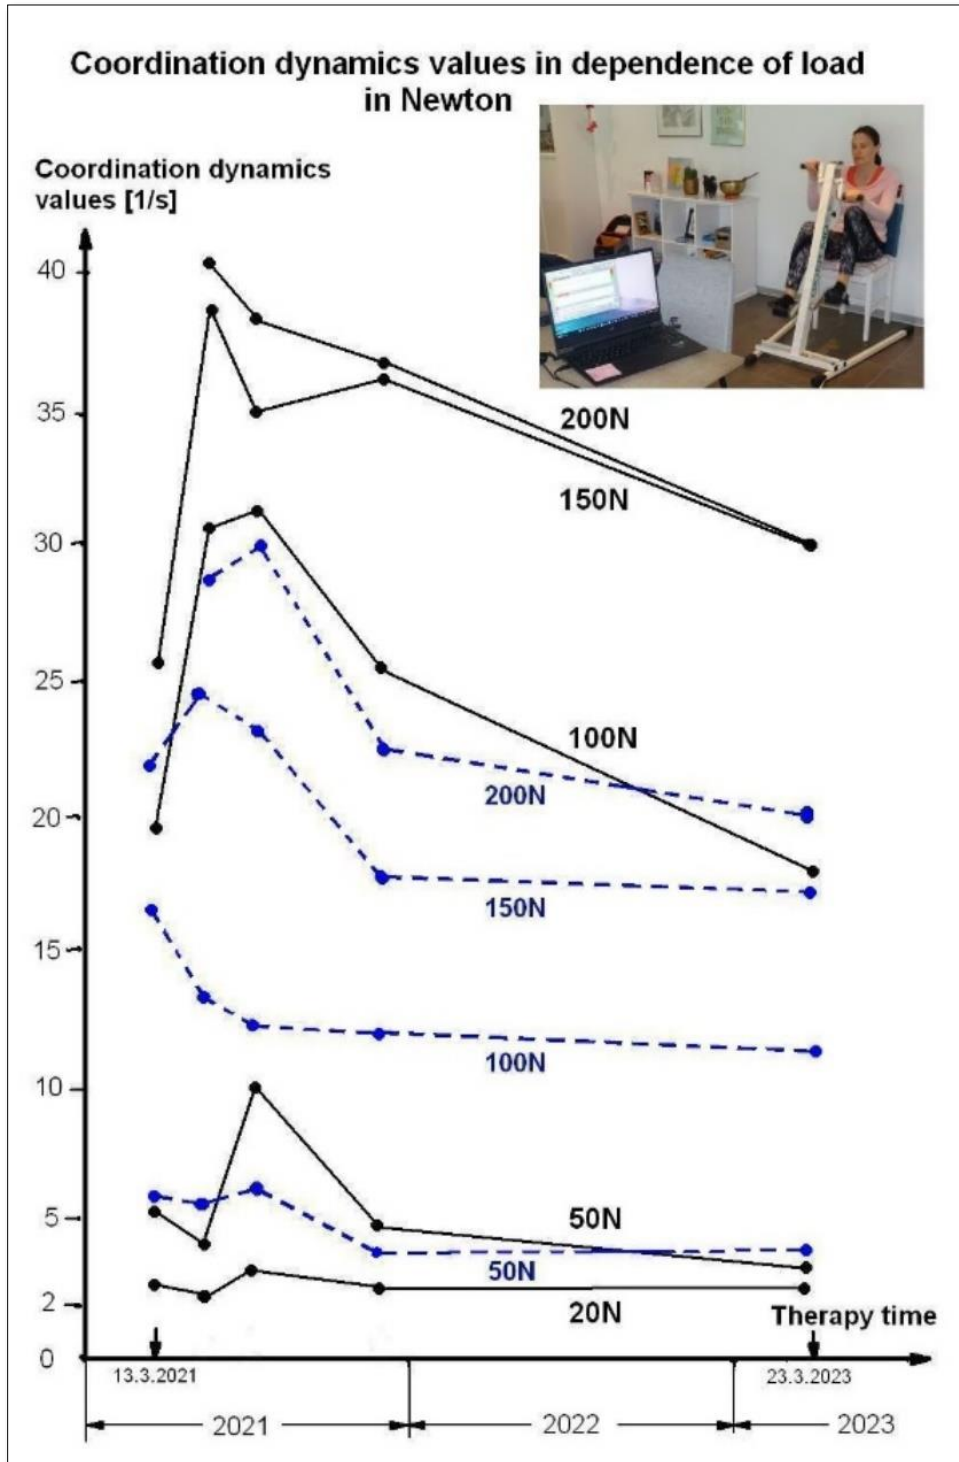 Coordination dynamics values in dependence of load
in Newton
Coordination dynamics
values [1/s]
40
35
200N
150N
30
25
100N
200N
20
150N
15
100N
10
5
50N
50N
2
20N
Therapy time
0
13.3.2021
23.3.2023
2021
2022
2023